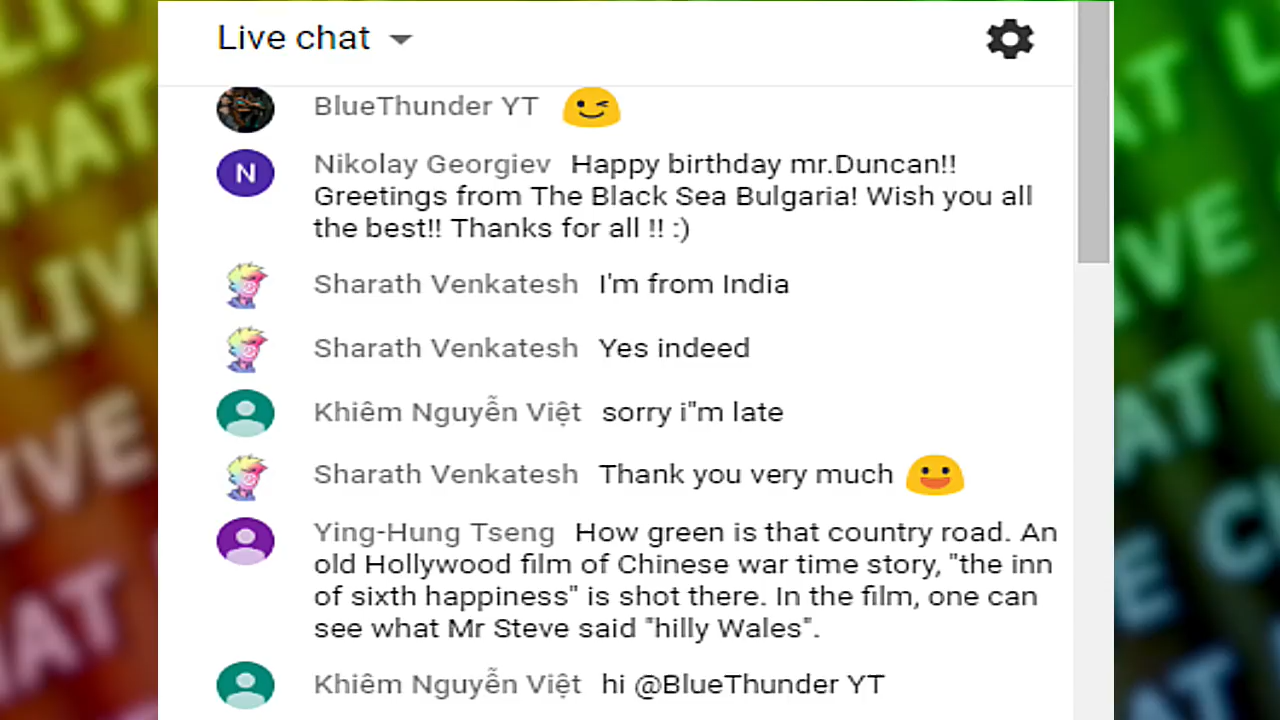 Live chat
BlueThunder YT 😉
N
Nikolay Georgiev Happy birthday mr.Duncan!!
Greetings from The Black Sea Bulgaria! Wish you all
the best!! Thanks for all !! :)
Sharath Venkatesh I'm from India
Sharath Venkatesh Yes indeed
Khiêm Nguyễn Việt sorry i"m late
Sharath Venkatesh Thank you very much 😃
Ying-Hung Tseng How green is that country road. An
old Hollywood film of Chinese war time story, "the inn
of sixth happiness" is shot there. In the film, one can
see what Mr Steve said "hilly Wales".
Khiêm Nguyễn Việt hi @BlueThunder YT